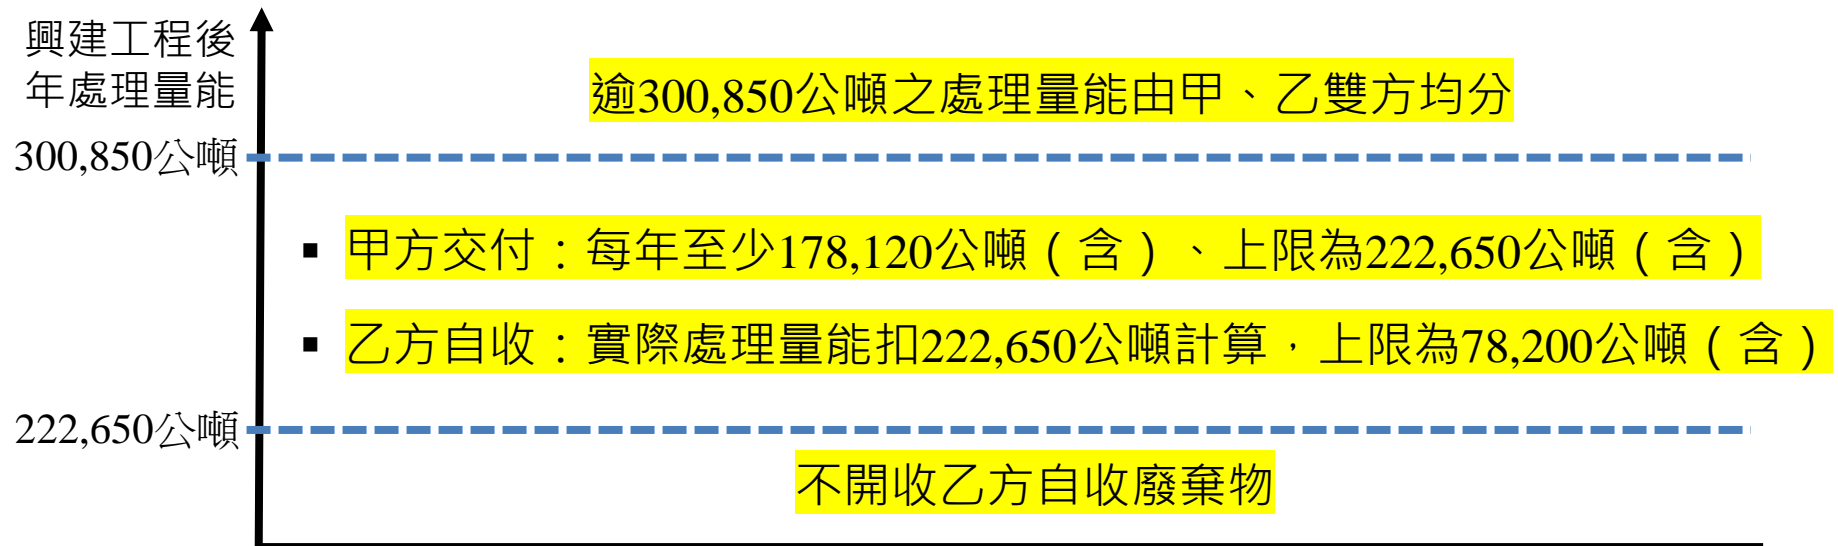 興建工程後
年處理量能
逾300,850公噸之處理量能由甲、乙雙方均分
300,850公噸
▪ 甲方交付：每年至少178,120公噸（含）、上限為222,650公噸（含）
▪ 乙方自收：實際處理量能扣222,650公噸計算，上限為78,200公噸（含）
222,650公噸
不開收乙方自收廢棄物